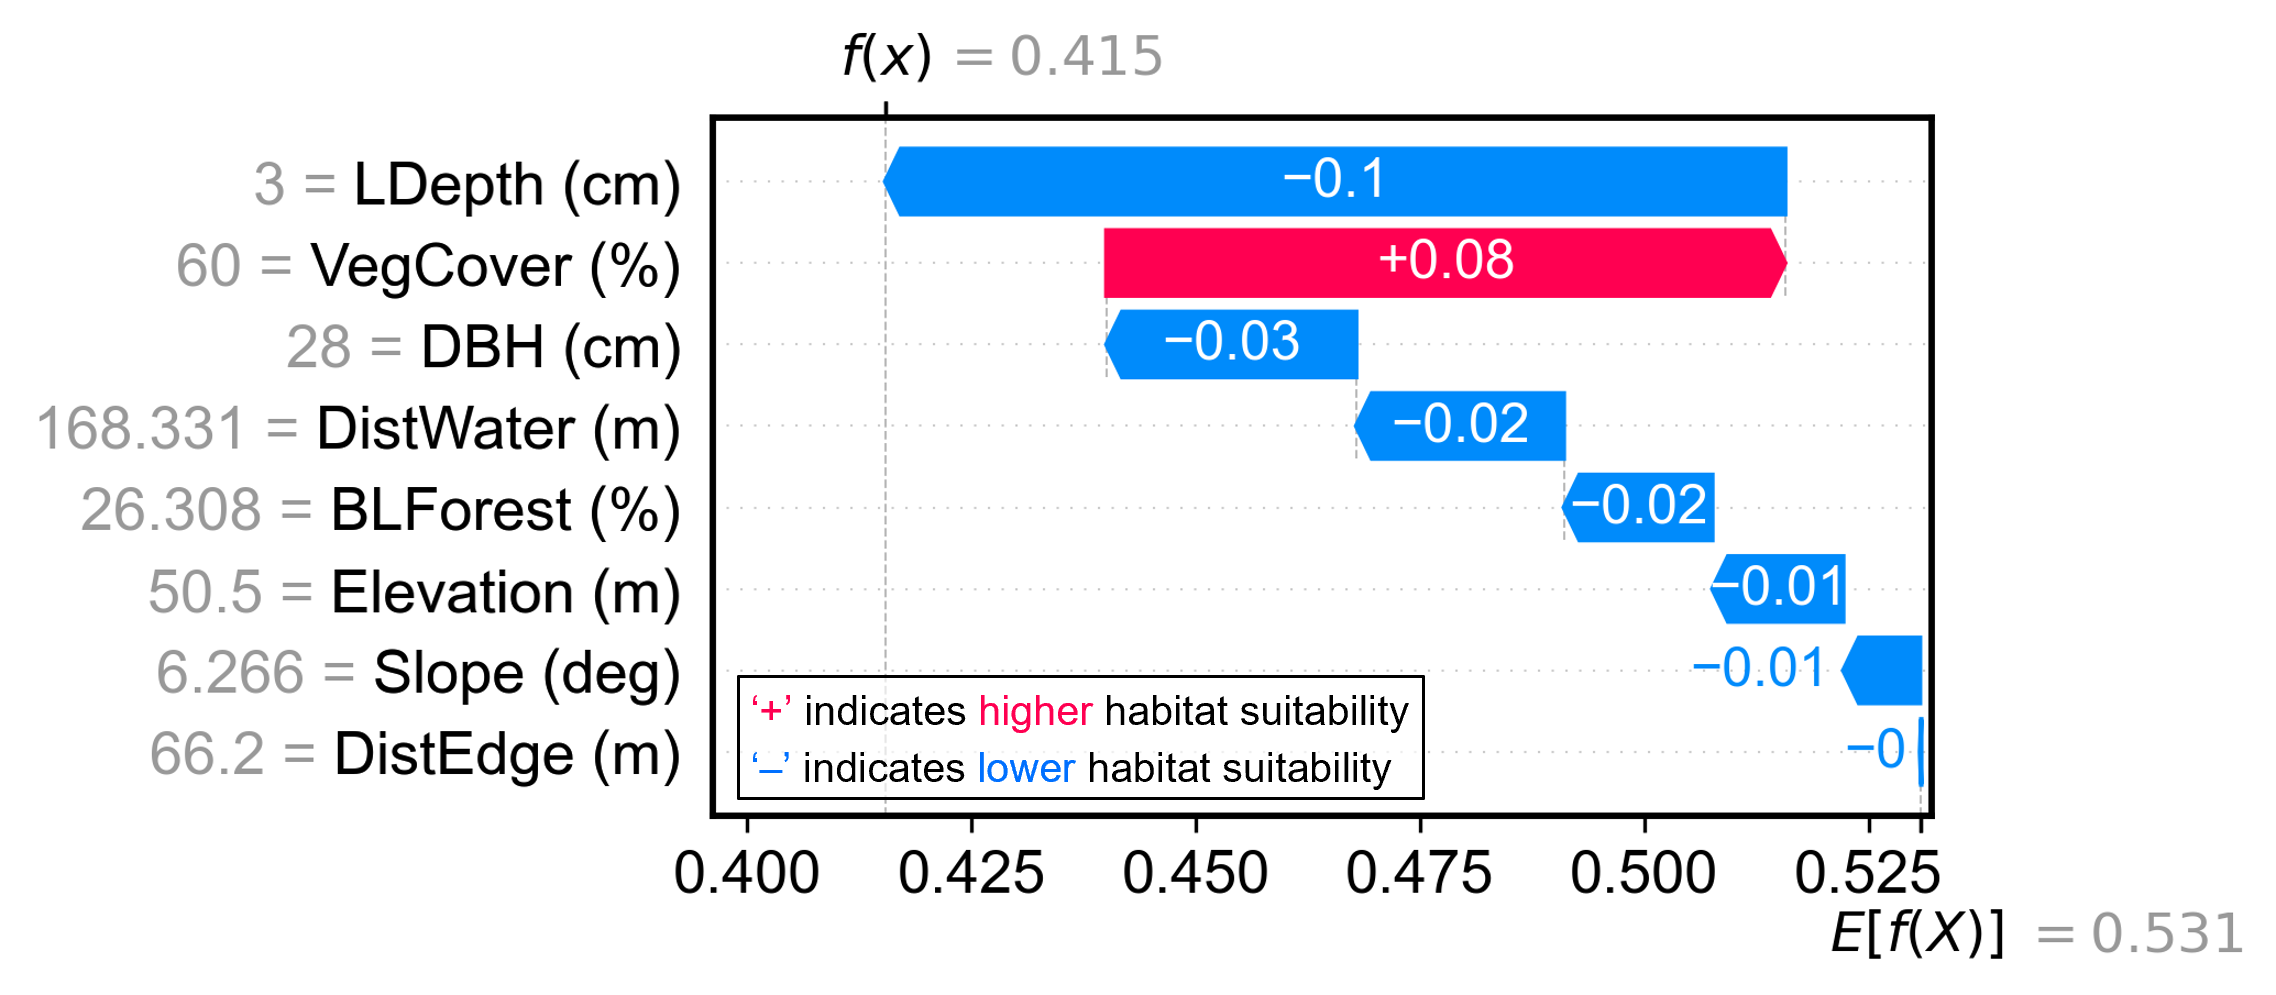 f(x) = 0.415
3 = LDepth (cm)
−0.1
60 = VegCover (%)
+0.08
28 = DBH (cm)
−0.03
168.331 = DistWater (m)
−0.02
26.308 = BLForest (%)
−0.02
50.5 = Elevation (m)
−0.01
6.266 = Slope (deg)
−0.01
66.2 = DistEdge (m)
−0
‘+’ indicates higher habitat suitability
‘–’ indicates lower habitat suitability
0.400 0.425 0.450 0.475 0.500 0.525
E[f(X)] = 0.531